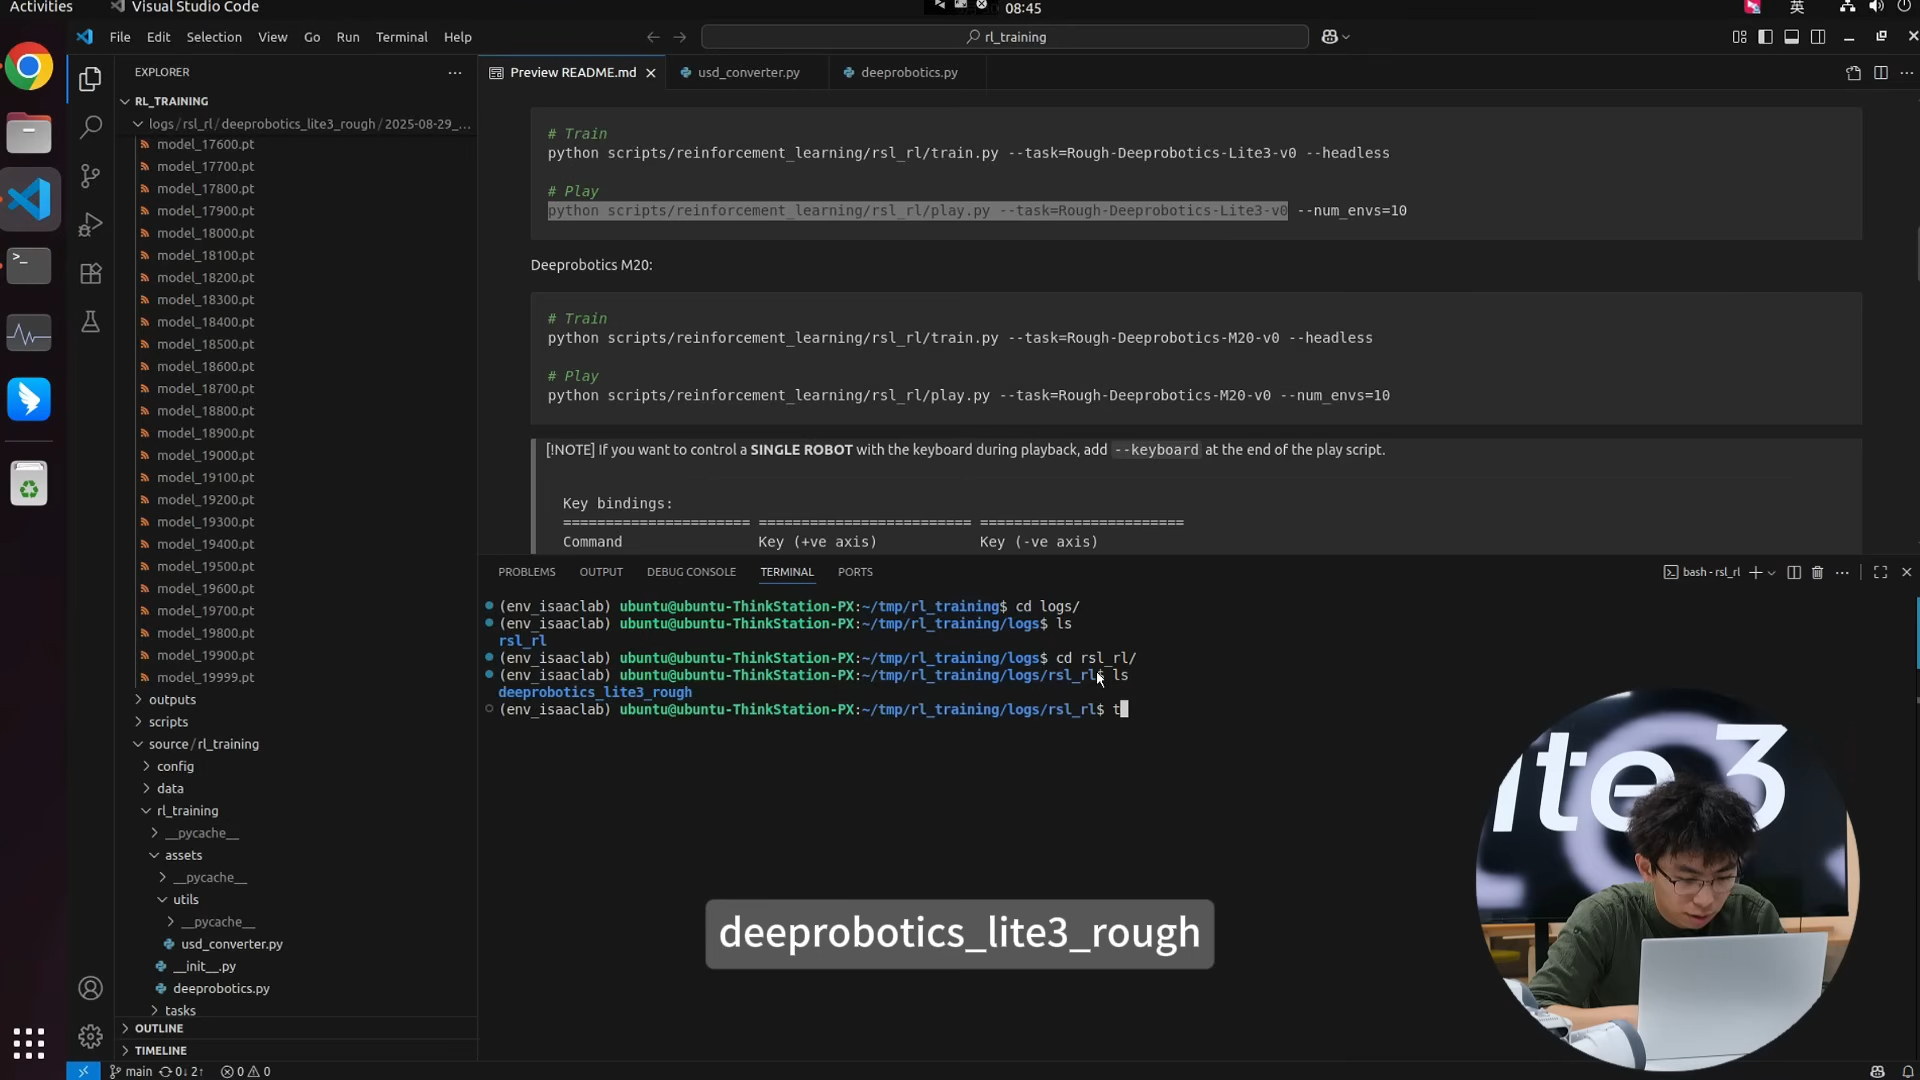 Activities
Visual Studio Code
08:45
英
File Edit Selection View Go Run Terminal Help
rl_training
EXPLORER
Preview README.md
usd_converter.py
deeprobotics.py
RL_TRAINING
logs/rsl_rl/deeprobotics_lite3_rough/2025-08-29_...
model_17600.pt
model_17700.pt
model_17800.pt
model_17900.pt
model_18000.pt
model_18100.pt
model_18200.pt
model_18300.pt
model_18400.pt
model_18500.pt
model_18600.pt
model_18700.pt
model_18800.pt
model_18900.pt
model_19000.pt
model_19100.pt
model_19200.pt
model_19300.pt
model_19400.pt
model_19500.pt
model_19600.pt
model_19700.pt
model_19800.pt
model_19900.pt
model_19999.pt
outputs
scripts
source/rl_training
config
data
rl_training
__pycache__
assets
__pycache__
utils
__pycache__
usd_converter.py
__init__.py
deeprobotics.py
tasks
OUTLINE
TIMELINE
# Train
python scripts/reinforcement_learning/rsl_rl/train.py --task=Rough-Deeprobotics-Lite3-v0 --headless
# Play
python scripts/reinforcement_learning/rsl_rl/play.py --task=Rough-Deeprobotics-Lite3-v0 --num_envs=10
Deeprobotics M20:
# Train
python scripts/reinforcement_learning/rsl_rl/train.py --task=Rough-Deeprobotics-M20-v0 --headless
# Play
python scripts/reinforcement_learning/rsl_rl/play.py --task=Rough-Deeprobotics-M20-v0 --num_envs=10
[!NOTE] If you want to control a SINGLE ROBOT with the keyboard during playback, add --keyboard at the end of the play script.
Key bindings:
====================== ========================= ========================
Command Key (+ve axis) Key (-ve axis)
PROBLEMS OUTPUT DEBUG CONSOLE TERMINAL PORTS
bash - rsl_rl
(env_isaaclab) ubuntu@ubuntu-ThinkStation-PX:~/tmp/rl_training$ cd logs/
(env_isaaclab) ubuntu@ubuntu-ThinkStation-PX:~/tmp/rl_training/logs$ ls
rsl_rl
(env_isaaclab) ubuntu@ubuntu-ThinkStation-PX:~/tmp/rl_training/logs$ cd rsl_rl/
(env_isaaclab) ubuntu@ubuntu-ThinkStation-PX:~/tmp/rl_training/logs/rsl_rl$ ls
deeprobotics_lite3_rough
(env_isaaclab) ubuntu@ubuntu-ThinkStation-PX:~/tmp/rl_training/logs/rsl_rl$ t
ite 3
deeprobotics_lite3_rough
main 0↓ 2↑ 0 0